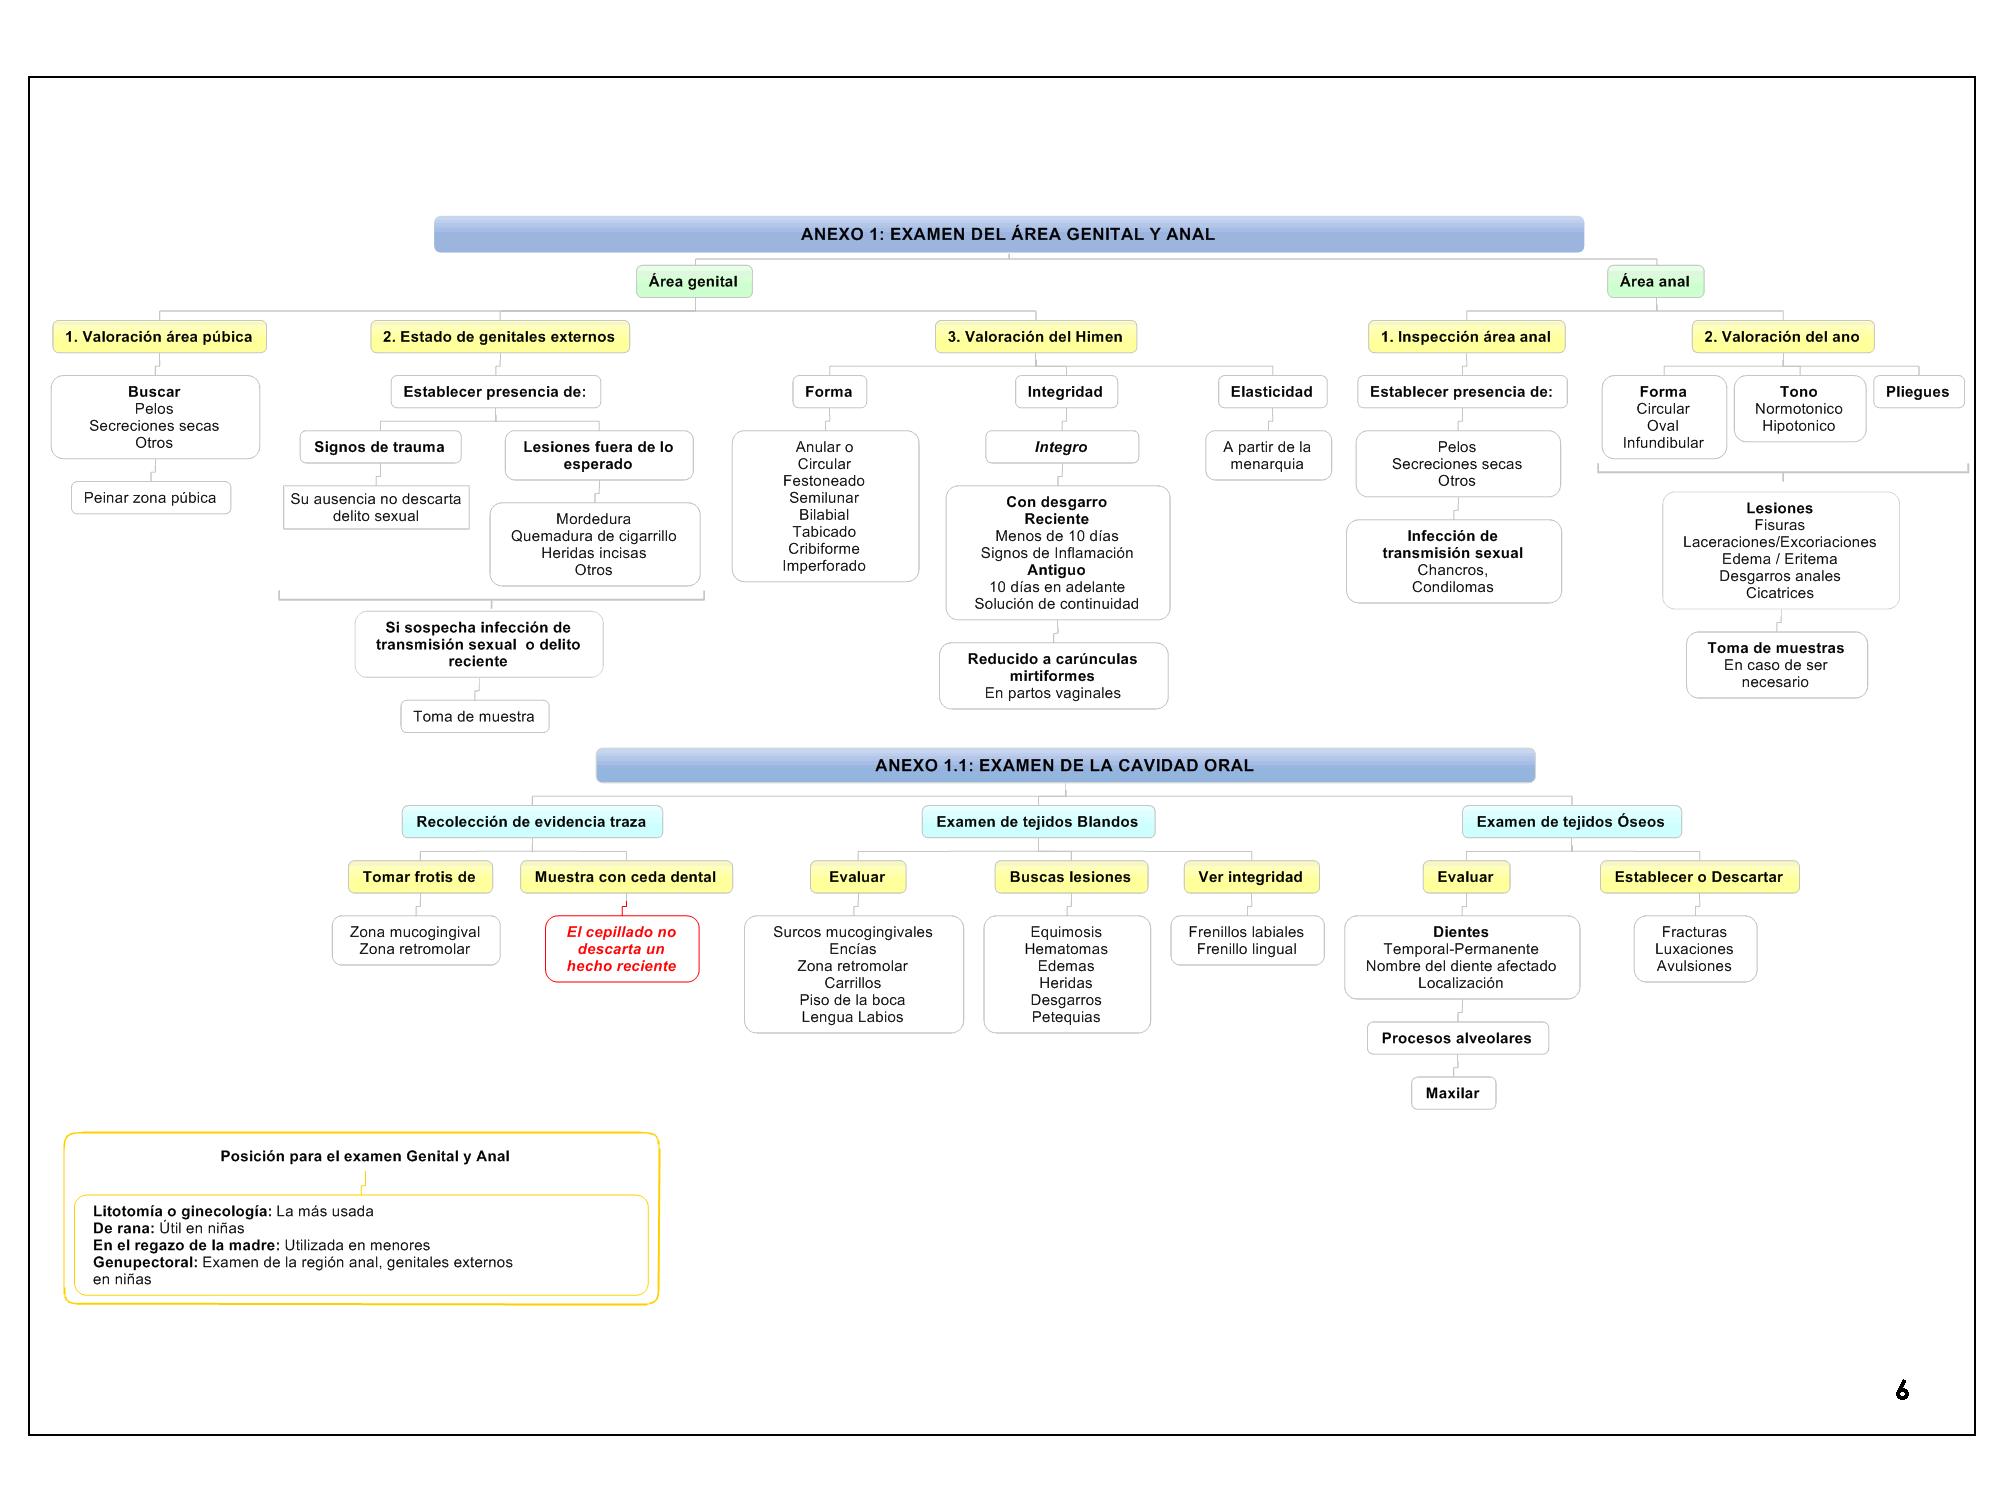 ANEXO 1: EXAMEN DEL ÁREA GENITAL Y ANAL
Área genital
Área anal
1. Valoración área púbica
2. Estado de genitales externos
3. Valoración del Himen
1. Inspección área anal
2. Valoración del ano
Buscar
Pelos
Secreciones secas
Otros
Peinar zona púbica
Establecer presencia de:
Signos de trauma
Su ausencia no descarta
delito sexual
Lesiones fuera de lo
esperado
Mordedura
Quemadura de cigarrillo
Heridas incisas
Otros
Si sospecha infección de
transmisión sexual o delito
reciente
Toma de muestra
Forma
Anular o
Circular
Festoneado
Semilunar
Bilabial
Tabicado
Cribiforme
Imperforado
Integridad
Integro
Con desgarro
Reciente
Menos de 10 días
Signos de Inflamación
Antiguo
10 días en adelante
Solución de continuidad
Reducido a carúnculas
mirtiformes
En partos vaginales
Elasticidad
A partir de la
menarquia
Establecer presencia de:
Pelos
Secreciones secas
Otros
Infección de
transmisión sexual
Chancros,
Condilomas
Forma
Circular
Oval
Infundibular
Tono
Normotonico
Hipotonico
Pliegues
Lesiones
Fisuras
Laceraciones/Excoriaciones
Edema / Eritema
Desgarros anales
Cicatrices
Toma de muestras
En caso de ser
necesario
ANEXO 1.1: EXAMEN DE LA CAVIDAD ORAL
Recolección de evidencia traza
Examen de tejidos Blandos
Examen de tejidos Óseos
Tomar frotis de
Zona mucogingival
Zona retromolar
Muestra con ceda dental
El cepillado no
descarta un
hecho reciente
Evaluar
Surcos mucogingivales
Encías
Zona retromolar
Carrillos
Piso de la boca
Lengua Labios
Buscas lesiones
Equimosis
Hematomas
Edemas
Heridas
Desgarros
Petequias
Ver integridad
Frenillos labiales
Frenillo lingual
Evaluar
Dientes
Temporal-Permanente
Nombre del diente afectado
Localización
Procesos alveolares
Maxilar
Establecer o Descartar
Fracturas
Luxaciones
Avulsiones
Posición para el examen Genital y Anal
Litotomía o ginecología: La más usada
De rana: Útil en niñas
En el regazo de la madre: Utilizada en menores
Genupectoral: Examen de la región anal, genitales externos
en niñas
6